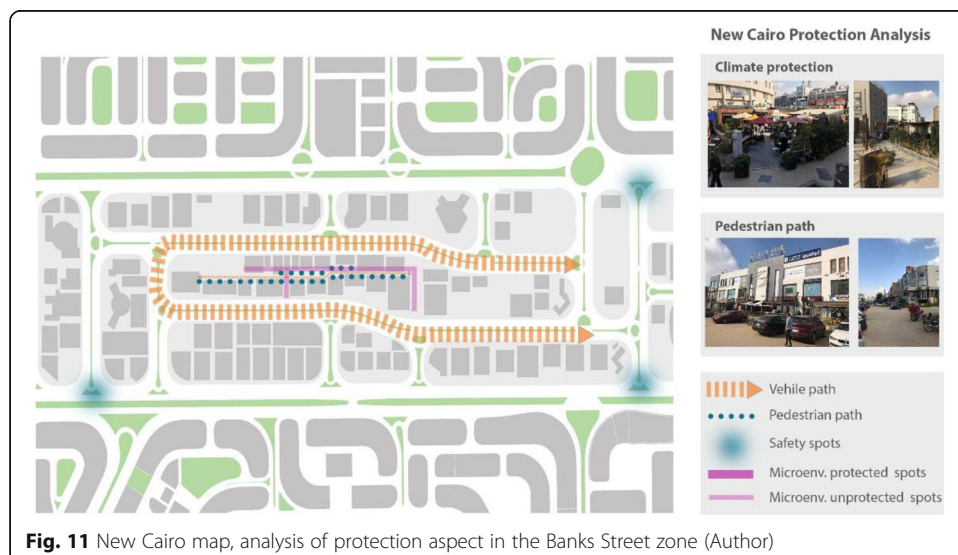 New Cairo Protection Analysis
Climate protection
Pedestrian path
Vehile path
Pedestrian path
Safety spots
Microenv. protected spots
Microenv. unprotected spots
Fig. 11 New Cairo map, analysis of protection aspect in the Banks Street zone (Author)